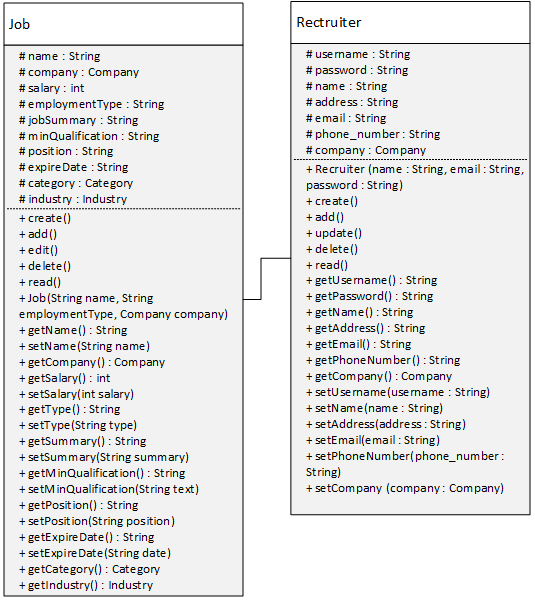 Job
# name : String
# company : Company
# salary : int
# employmentType : String
# jobSummary : String
# minQualification : String
# position : String
# expireDate : String
# category : Category
# industry : Industry
+ create()
+ add()
+ edit()
+ delete()
+ read()
+ Job(String name, String
employmentType, Company company)
+ getName() : String
+ setName(String name)
+ getCompany() : Company
+ getSalary() : int
+ setSalary(int salary)
+ getType() : String
+ setType(String type)
+ getSummary() : String
+ setSummary(String summary)
+ getMinQualification() : String
+ setMinQualification(String text)
+ getPosition() : String
+ setPosition(String position)
+ getExpireDate() : String
+ setExpireDate(String date)
+ getCategory() : Category
+ getIndustry() : Industry
Rectruiter
# username : String
# password : String
# name : String
# address : String
# email : String
# phone_number : String
# company : Company
+ Recruiter (name : String, email : String,
password : String)
+ create()
+ add()
+ update()
+ delete()
+ read()
+ getUsername() : String
+ getPassword() : String
+ getName() : String
+ getAddress() : String
+ getEmail() : String
+ getPhoneNumber() : String
+ getCompany() : Company
+ setUsername(username : String)
+ setName(name : String)
+ setAddress(address : String)
+ setEmail(email : String)
+ setPhoneNumber(phone_number :
String)
+ setCompany (company : Company)